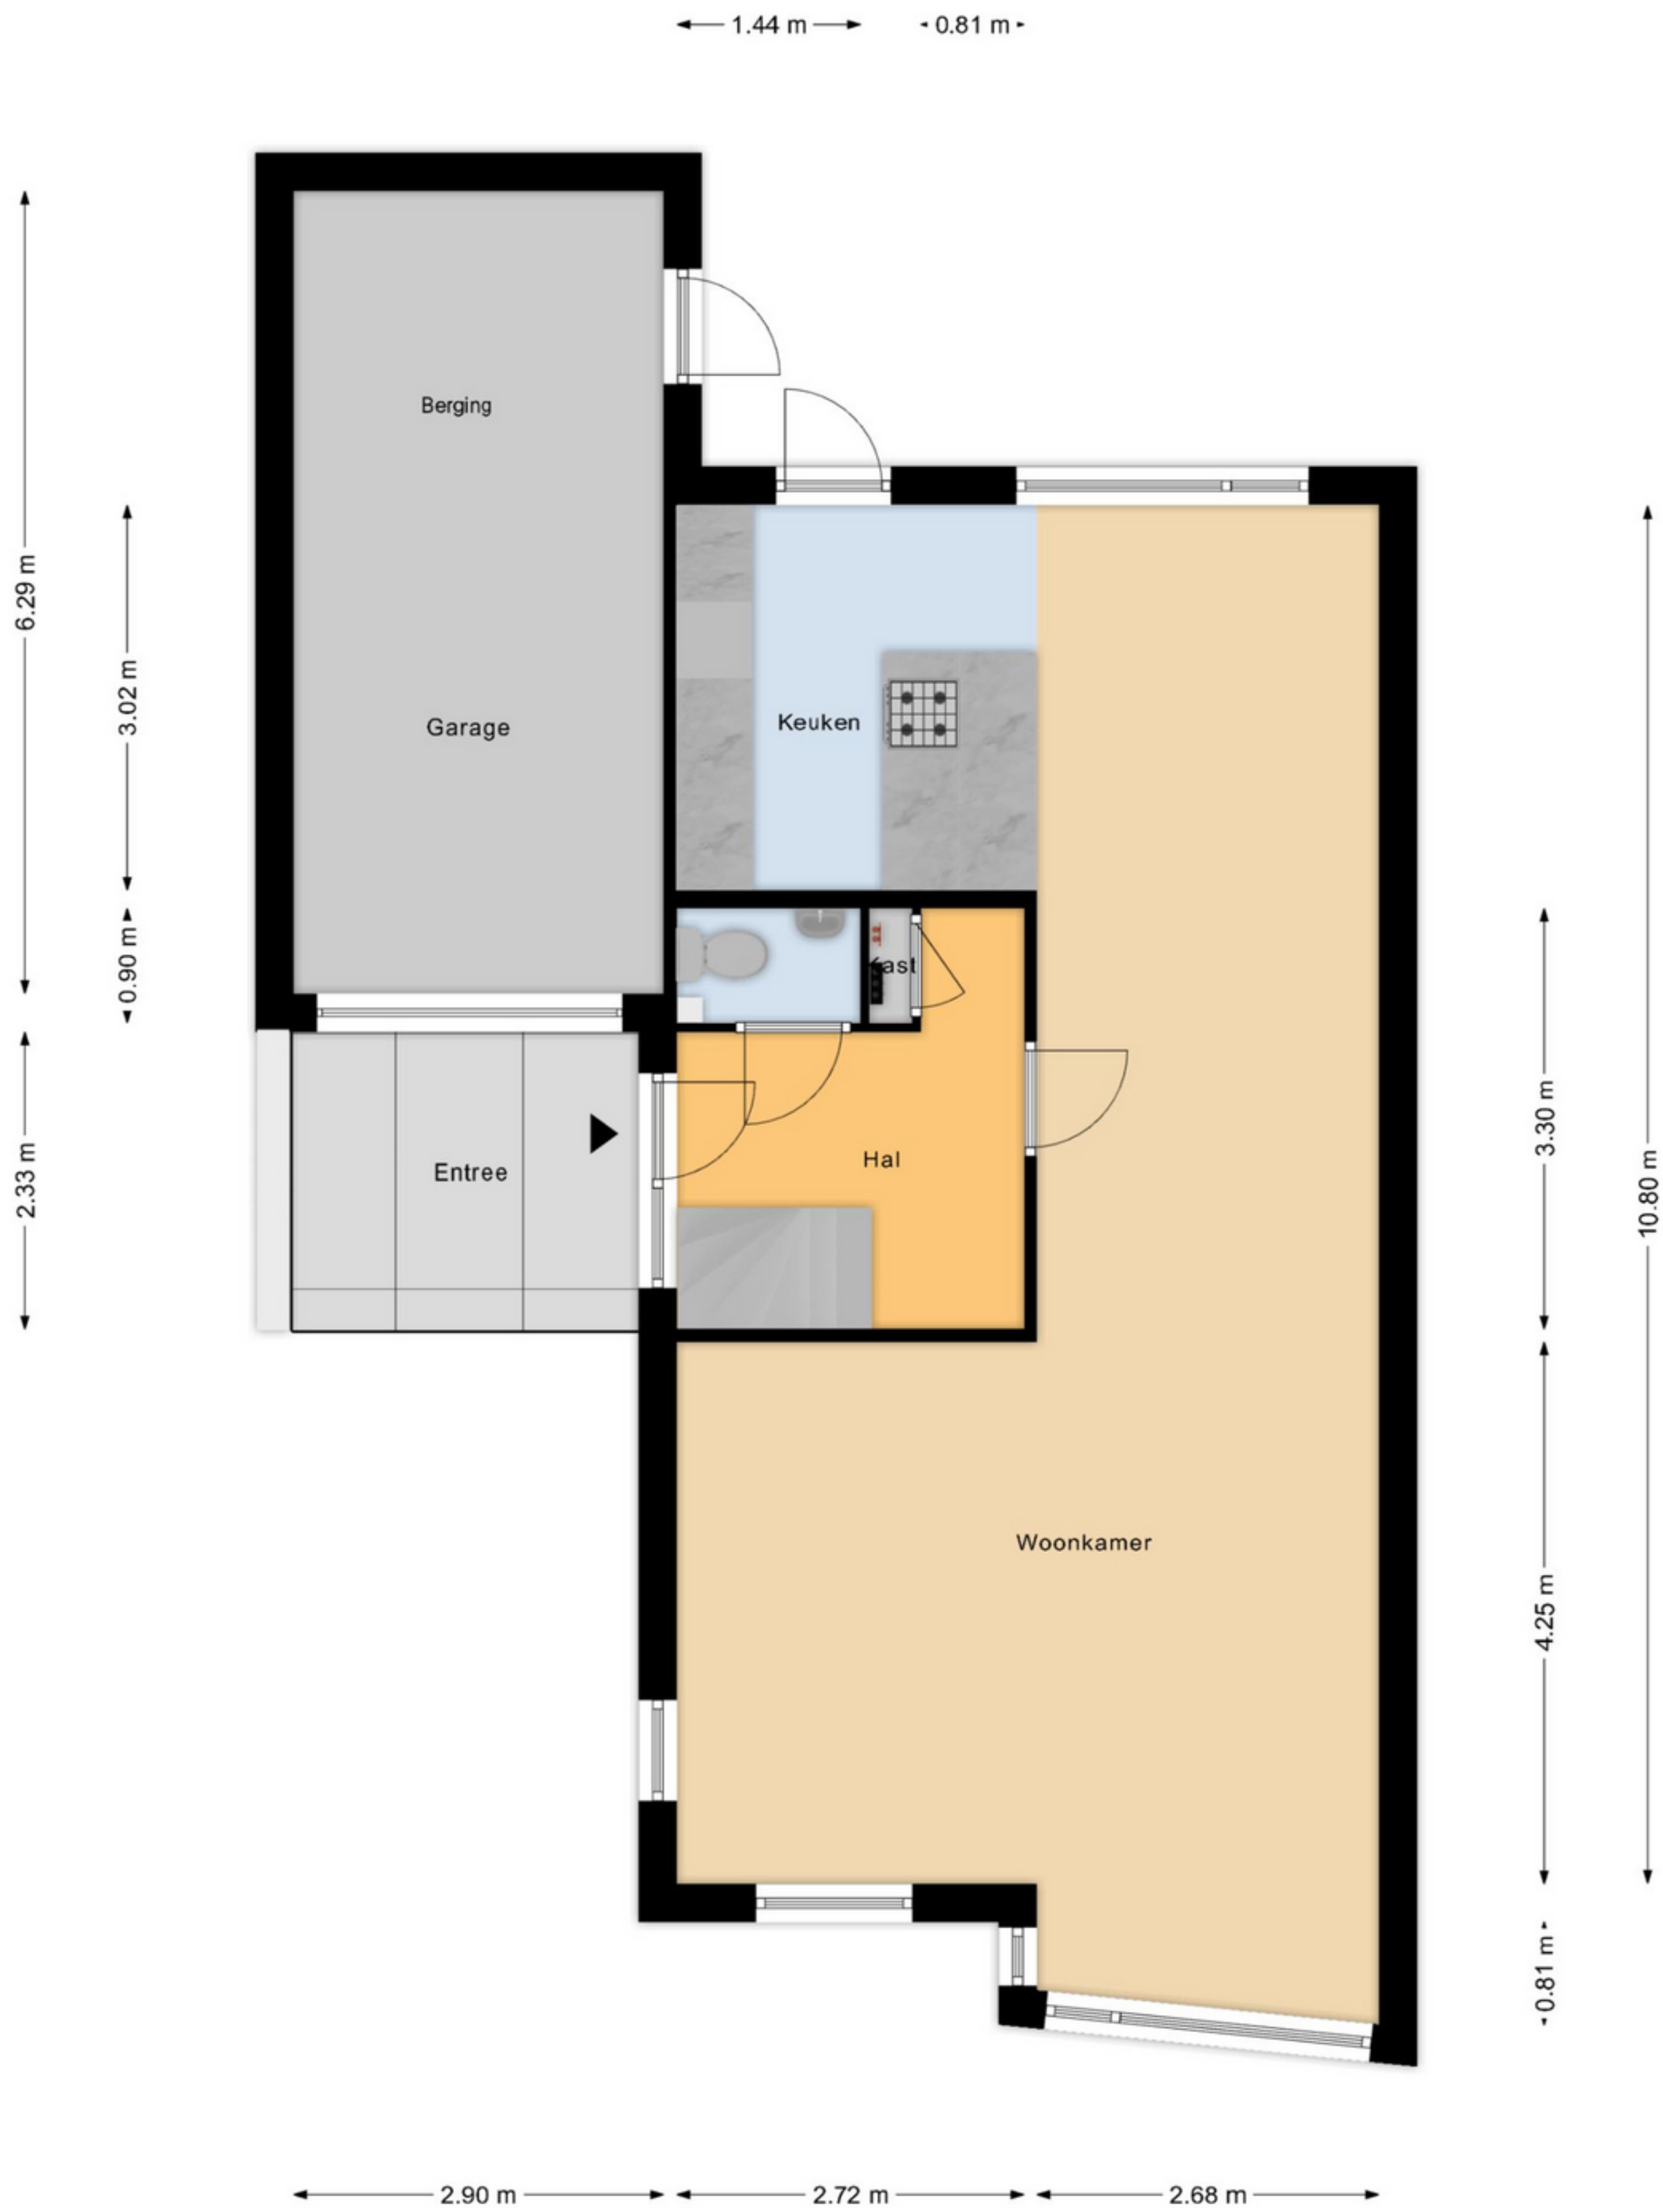 1.44 m
0.81 m
6.29 m
3.02 m
0.90 m
2.33 m
Berging
Garage
Keuken
Kast
Entree
Hal
Woonkamer
3.30 m
10.80 m
4.25 m
0.81 m
2.90 m
2.72 m
2.68 m